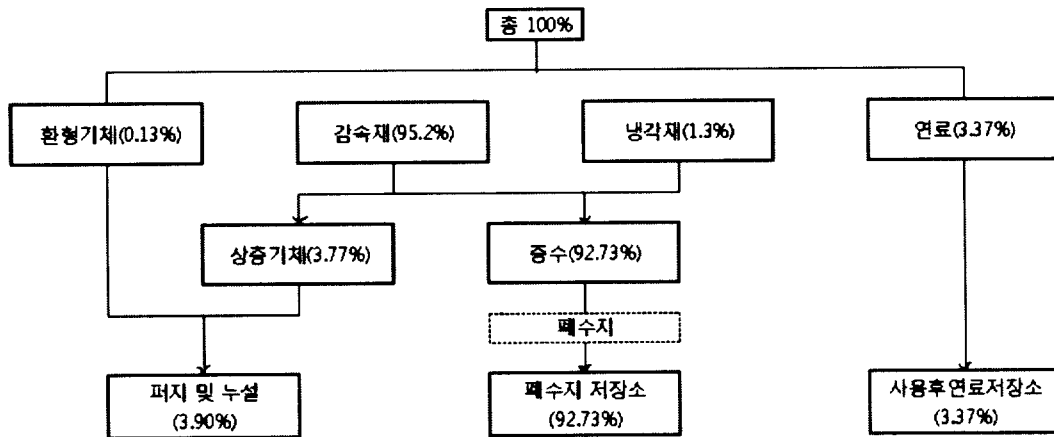 총 100%
환형기체(0.13%)
감속재(95.2%)
냉각재(1.3%)
연료(3.37%)
상층기체(3.77%)
중수(92.73%)
폐수지
퍼지 및 누설
(3.90%)
폐수지 저장소
(92.73%)
사용후연료저장소
(3.37%)